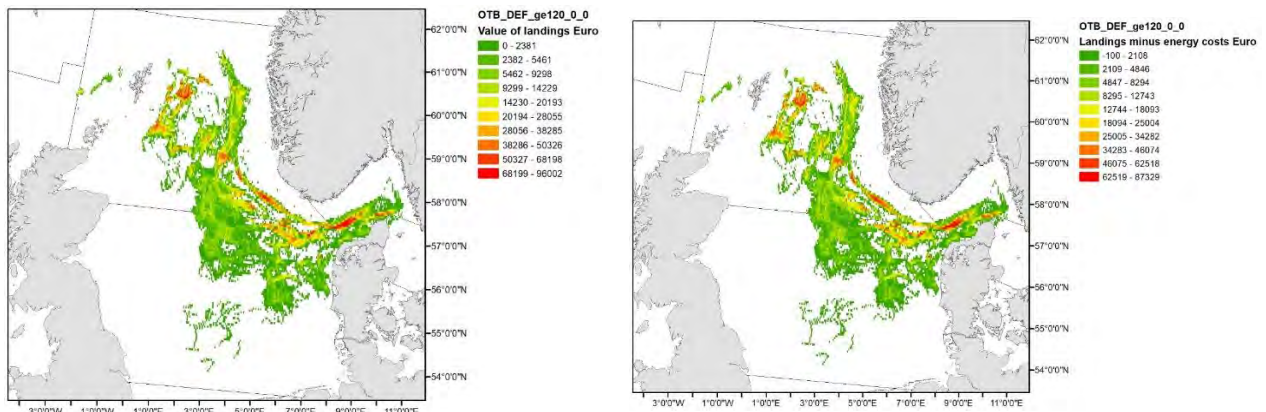 OTB_DEF_ge120_0_0
Value of landings Euro
0 - 2381
2382 - 5461
5462 - 9298
9299 - 14229
14230 - 20193
20194 - 28055
28056 - 38285
38286 - 50326
50327 - 68198
68199 - 96002
62°0'0"N
61°0'0"N
60°0'0"N
59°0'0"N
58°0'0"N
57°0'0"N
56°0'0"N
55°0'0"N
54°0'0"N
3°0'0"W 1°0'0"W 1°0'0"E 3°0'0"E 5°0'0"E 7°0'0"E 9°0'0"E 11°0'0"E
OTB_DEF_ge120_0_0
Landings minus energy costs Euro
-100 - 2108
2109 - 4846
4847 - 8294
8295 - 12743
12744 - 18093
18094 - 25004
25005 - 34282
34283 - 46074
46075 - 62518
62519 - 87329
62°0'0"N
61°0'0"N
60°0'0"N
59°0'0"N
58°0'0"N
57°0'0"N
56°0'0"N
55°0'0"N
54°0'0"N
3°0'0"W 1°0'0"W 1°0'0"E 3°0'0"E 5°0'0"E 7°0'0"E 9°0'0"E 11°0'0"E